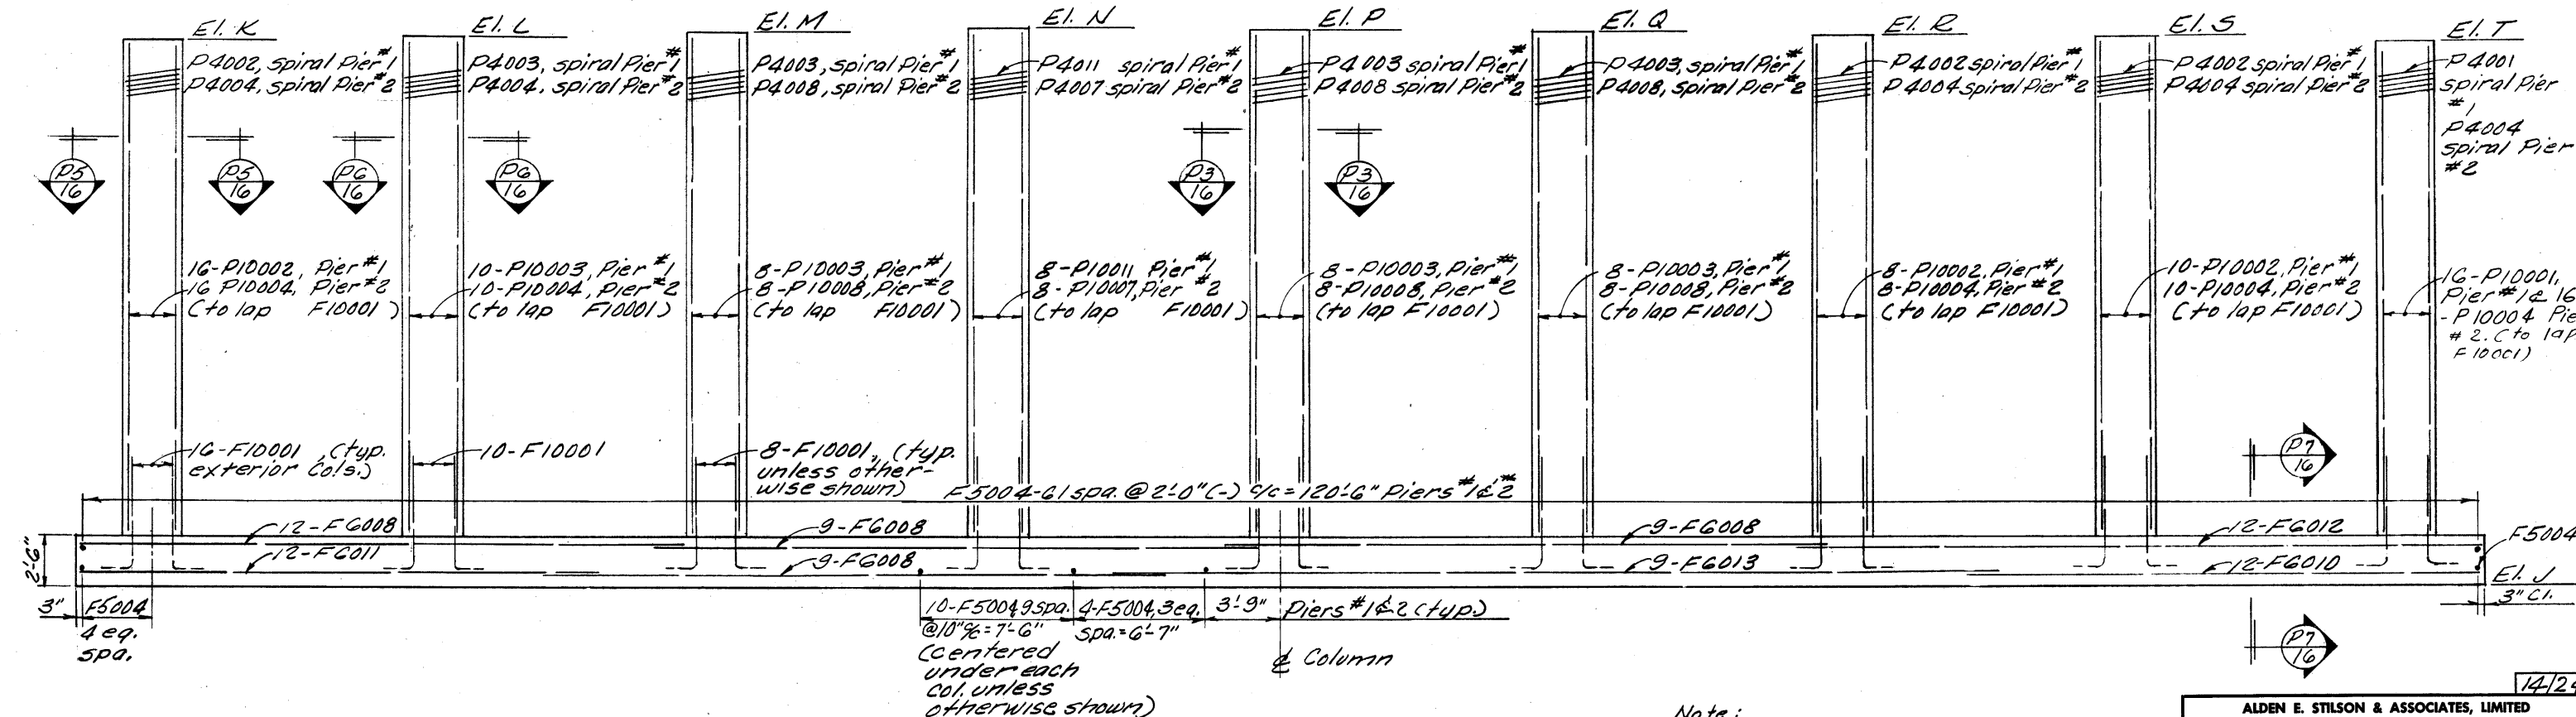 El. K
P4002, spiral Pier #1
P4004, spiral Pier #2
El. L
P4003, spiral Pier #1
P4004, spiral Pier #2
El. M
P4003, spiral Pier #1
P4008, spiral Pier #2
El. N
P4011 spiral Pier #1
P4007 spiral Pier #2
El. P
P4003 spiral Pier #1
P4008 spiral Pier #2
El. Q
P4003, spiral Pier #1
P4008, spiral Pier #2
El. R
P4002 spiral Pier #1
P4004 spiral Pier #2
El. S
P4002 spiral Pier #1
P4004 spiral Pier #2
El. T
P4001
spiral Pier
#1
P4004
spiral Pier
#2
P5
16
P5
16
P6
16
P6
16
P3
16
P3
16
16-P10002, Pier #1
16 P10004, Pier #2
(to lap F10001)
10-P10003, Pier #1
10-P10004, Pier #2
(to lap F10001)
8-P10003, Pier #1
8-P10008, Pier #2
(to lap F10001)
8-P10011, Pier #1
8-P10007, Pier #2
(to lap F10001)
8-P10003, Pier #1
8-P10008, Pier #2
(to lap F10001)
8-P10003, Pier #1
8-P10008, Pier #2
(to lap F10001)
8-P10002, Pier #1
8-P10004, Pier #2
(to lap F10001)
10-P10002, Pier #1
10-P10004, Pier #2
(to lap F10001)
16-P10001,
Pier #1 & 16
-P10004 Pie
#2. (to lap
F10001)
16-F10001, (typ.
exterior Cols.)
10-F10001
8-F10001, (typ.
unless other-
wise shown)
F5004-61 spa. @ 2'-0"(-) c/c = 120'-6" Piers #1 & #2
P7
16
12-F6008
12-F6011
9-F6008
9-F6008
9-F6008
9-F6013
12-F6012
12-F6010
2'-6"
F5004
El. J
3" Cl.
3"
F5004
4 eq.
spa.
10-F5004, 9 spa.
@10" c/c = 7'-6"
(centered
under each
col. unless
otherwise shown)
4-F5004, 3 eq.
spa. = 6'-7"
3'-9"
Piers #1 & 2 (typ.)
℄ Column
P7
16
Note:
14/24
ALDEN E. STILSON & ASSOCIATES, LIMITED